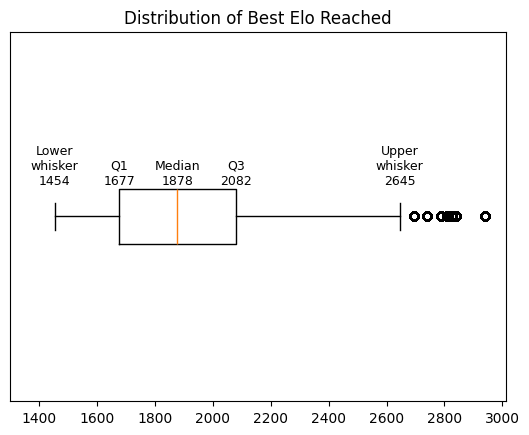 Distribution of Best Elo Reached
Lower
whisker
1454
Q1
1677
Median
1878
Q3
2082
Upper
whisker
2645
1400 1600 1800 2000 2200 2400 2600 2800 3000